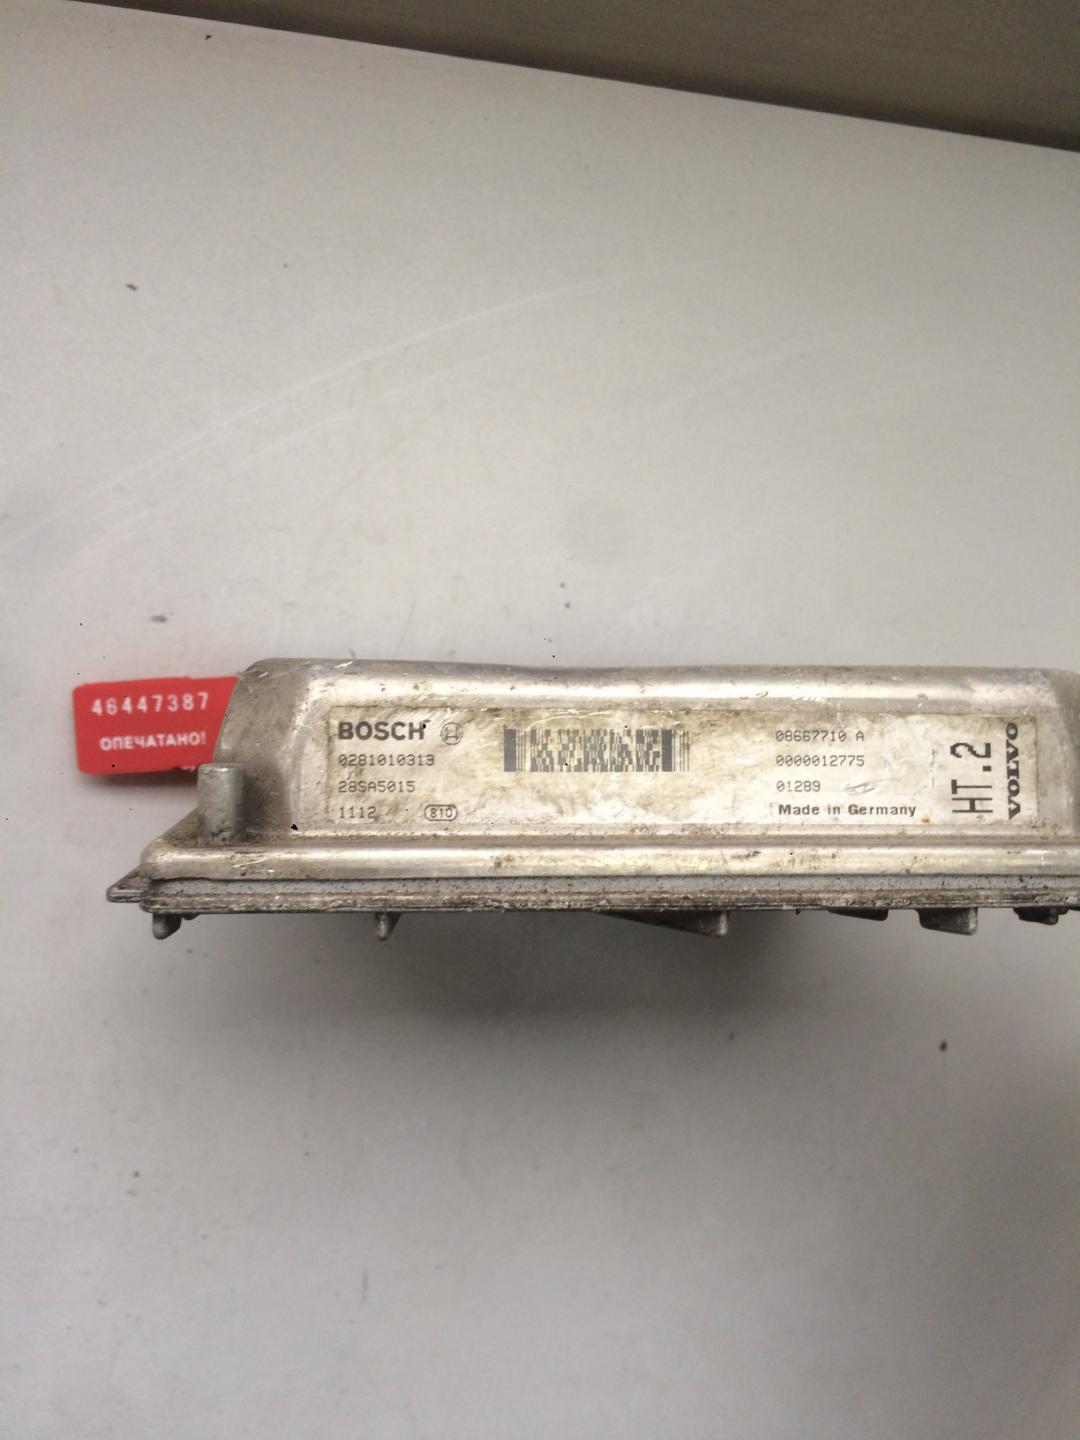 46447387
ОПЕЧАТАНО!
BOSCH
0281010313
28SA5015
1112 810
08667710 A
0000012775
01289
Made in Germany
HT.2
VOLVO